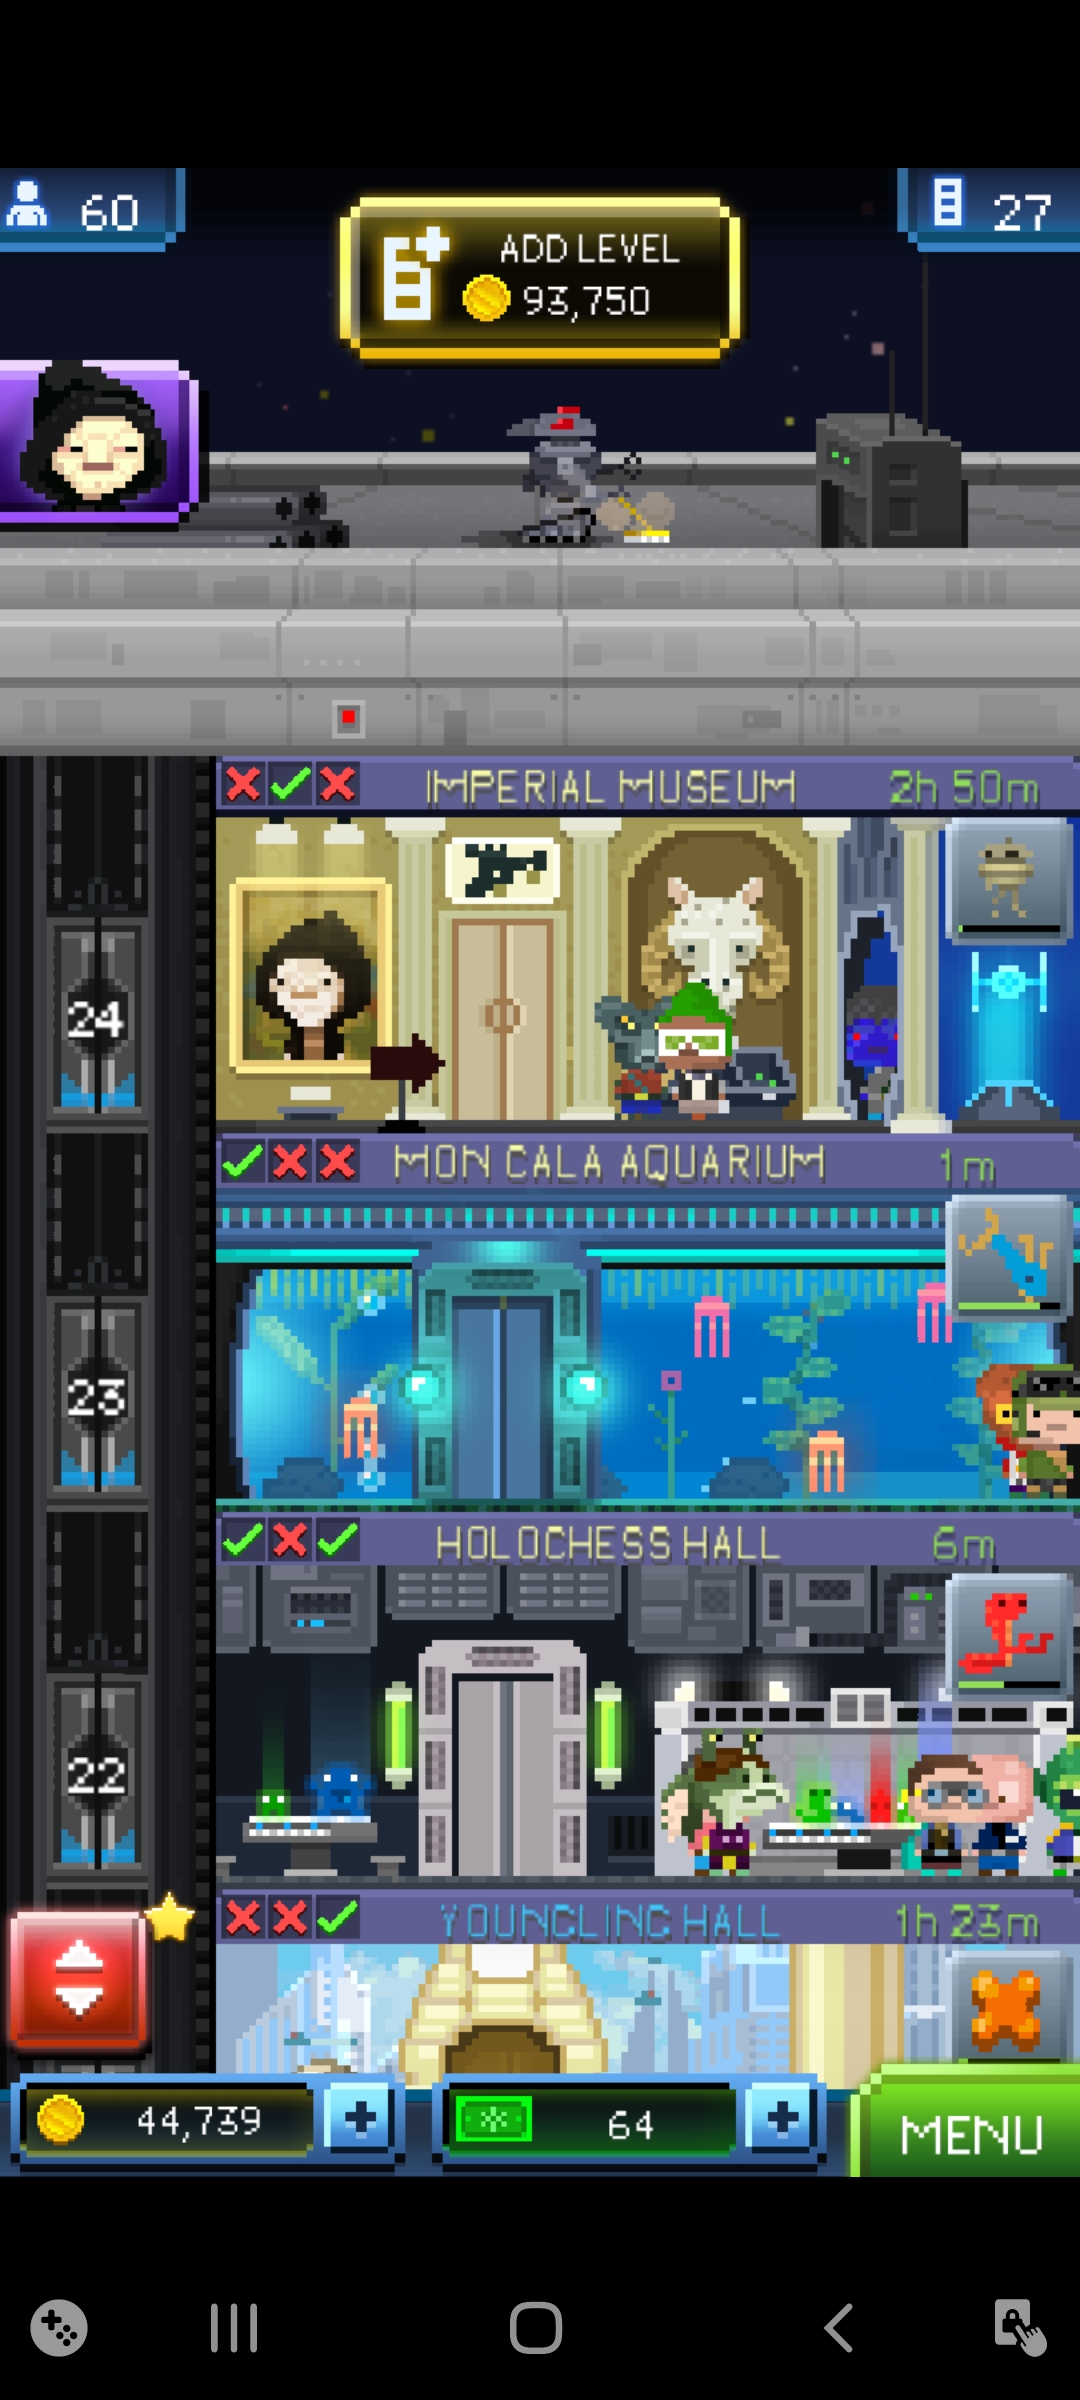 60
ADD LEVEL
93,750
27
IMPERIAL MUSEUM 2h 50m
24
MON CALA AQUARIUM 1m
23
HOLOCHESS HALL 6m
22
YOUNGLING HALL 1h 23m
44,739
64
MENU